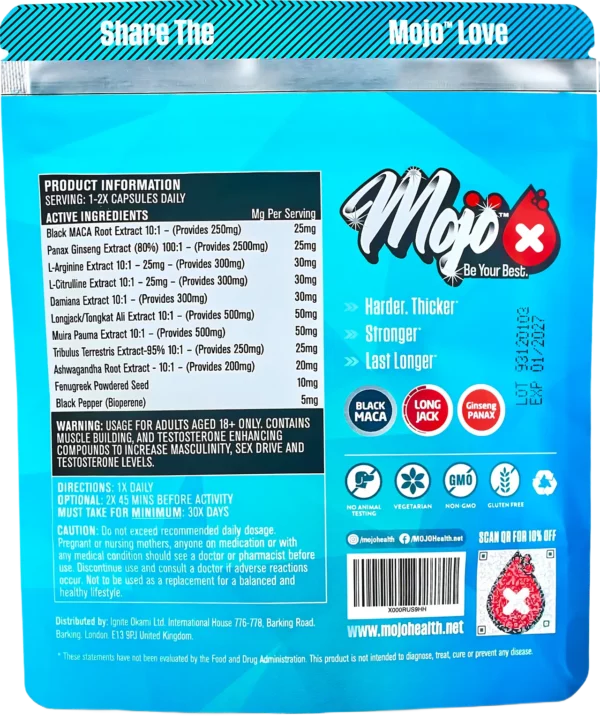 Share The Mojo™ Love
PRODUCT INFORMATION
SERVING: 1-2X CAPSULES DAILY
ACTIVE INGREDIENTS Mg Per Serving
Black MACA Root Extract 10:1 – (Provides 250mg) 25mg
Panax Ginseng Extract (80%) 100:1 – (Provides 2500mg) 25mg
L-Arginine Extract 10:1 – 25mg – (Provides 300mg) 30mg
L-Citrulline Extract 10:1 – 25mg – (Provides 300mg) 30mg
Damiana Extract 10:1 – (Provides 300mg) 30mg
Longjack/Tongkat Ali Extract 10:1 – (Provides 500mg) 50mg
Muira Pauma Extract 10:1 – (Provides 500mg) 50mg
Tribulus Terrestris Extract-95% 10:1 – (Provides 250mg) 25mg
Ashwagandha Root Extract - 10:1 – (Provides 200mg) 20mg
Fenugreek Powdered Seed 10mg
Black Pepper (Bioperene) 5mg
WARNING: USAGE FOR ADULTS AGED 18+ ONLY. CONTAINS
MUSCLE BUILDING, AND TESTOSTERONE ENHANCING
COMPOUNDS TO INCREASE MASCULINITY, SEX DRIVE AND
TESTOSTERONE LEVELS.
DIRECTIONS: 1X DAILY
OPTIONAL: 2X 45 MINS BEFORE ACTIVITY
MUST TAKE FOR MINIMUM: 30X DAYS
CAUTION: Do not exceed recommended daily dosage.
Pregnant or nursing mothers, anyone on medication or with
any medical condition should see a doctor or pharmacist before
use. Discontinue use and consult a doctor if adverse reactions
occur. Not to be used as a replacement for a balanced and
healthy lifestyle.
Distributed by: Ignite Okami Ltd. International House 776-778, Barking Road,
Barking. London. E13 9PJ United Kingdom.
Mojo™ X
Be Your Best.
Harder. Thicker*
Stronger*
Last Longer*
LOT 93120103
EXP 01/2027
BLACK
MACA
LONG
JACK
Ginseng
PANAX
NO ANIMAL
TESTING
VEGETARIAN
GMO
NON-GMO
GLUTEN FREE
/mojohealth /MOJOHealth.net
SCAN QR FOR 10% OFF
X000RUS9HH
www.mojohealth.net
* These statements have not been evaluated by the Food and Drug Administration. This product is not intended to diagnose, treat, cure or prevent any disease.